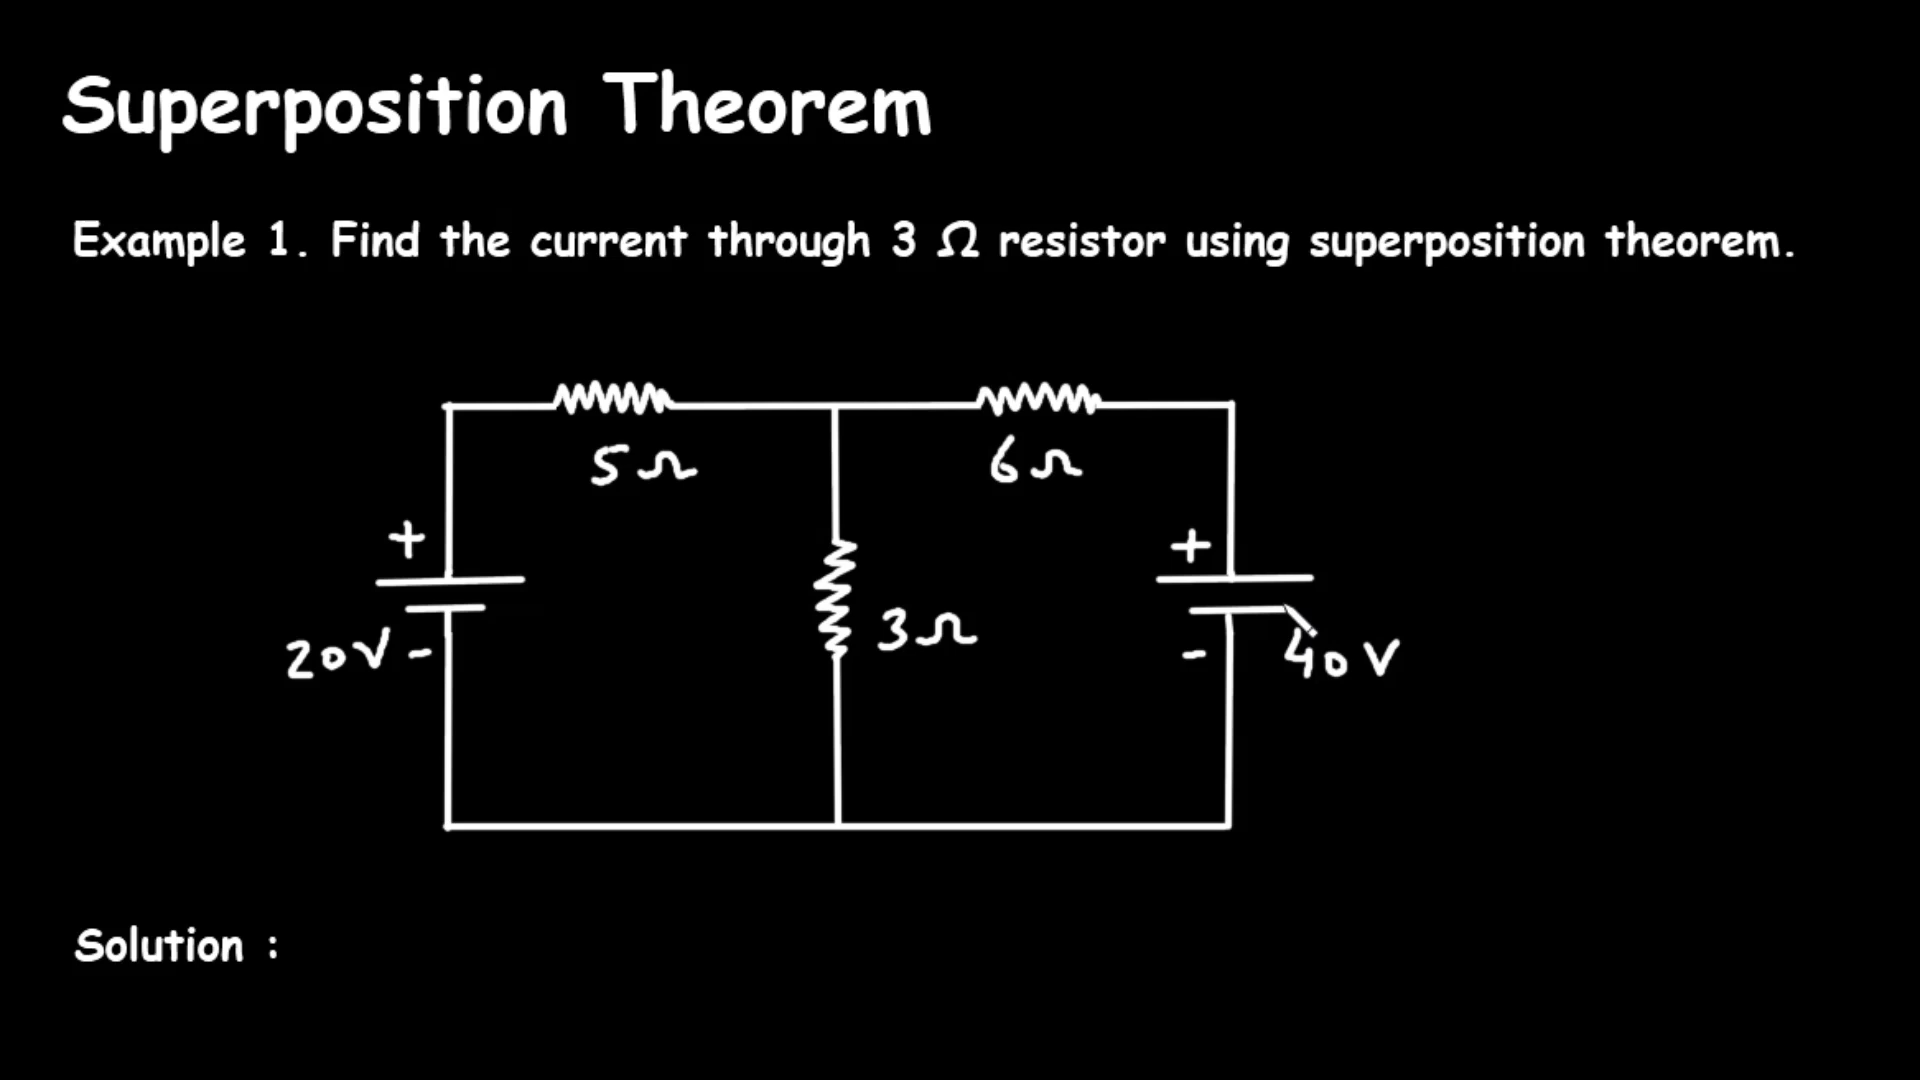 Superposition Theorem
Example 1. Find the current through 3 Ω resistor using superposition theorem.
5Ω
6Ω
+
+
3Ω
20V -
- 40V
Solution :